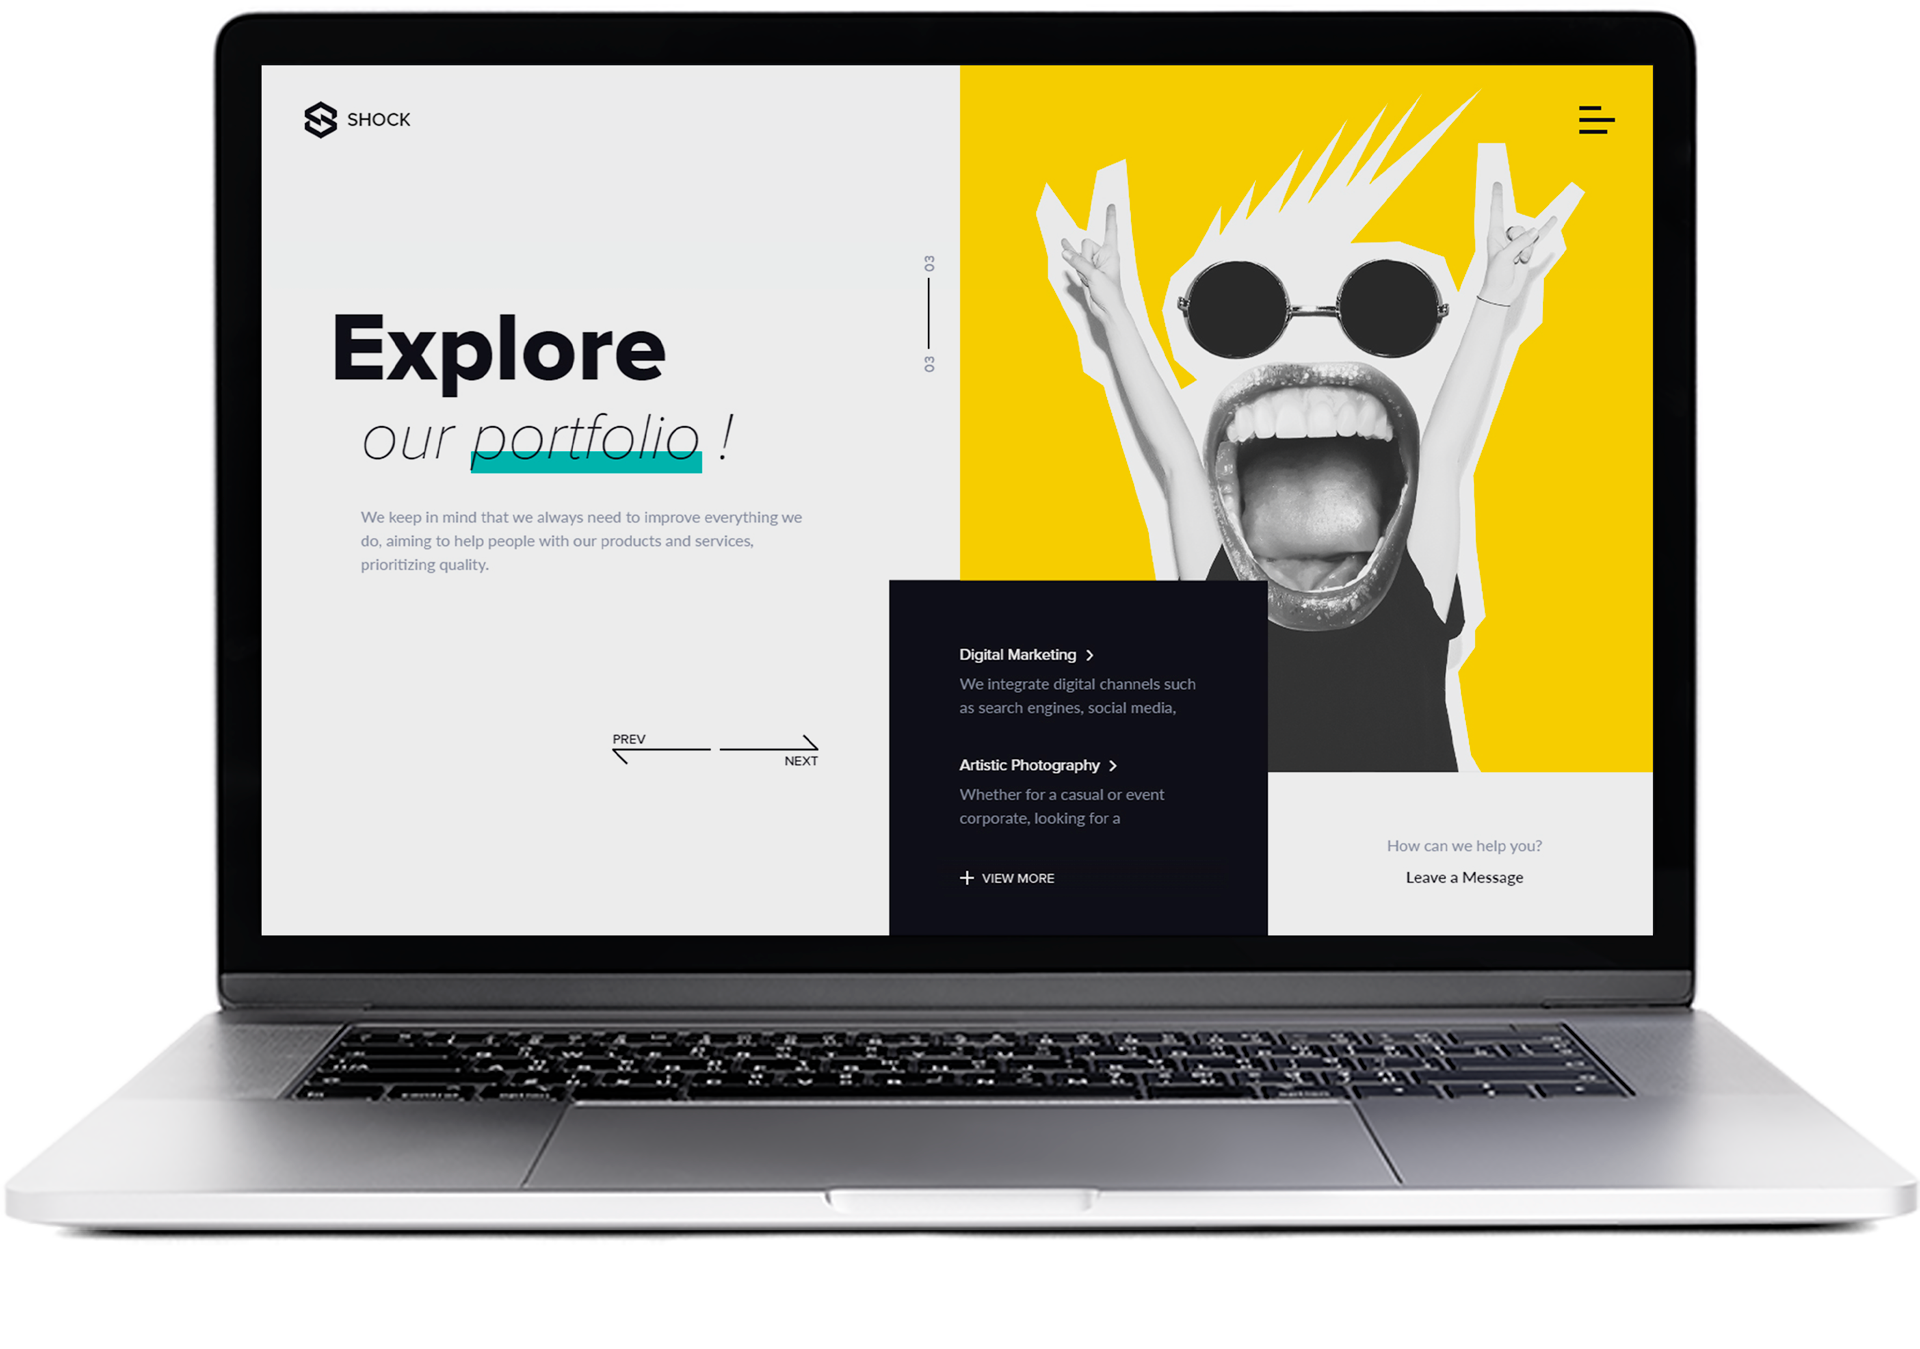 SHOCK
03
03
Explore
our portfolio !
We keep in mind that we always need to improve everything we
do, aiming to help people with our products and services,
prioritizing quality.
PREV
NEXT
Digital Marketing
We integrate digital channels such
as search engines, social media,
Artistic Photography
Whether for a casual or event
corporate, looking for a
+ VIEW MORE
How can we help you?
Leave a Message